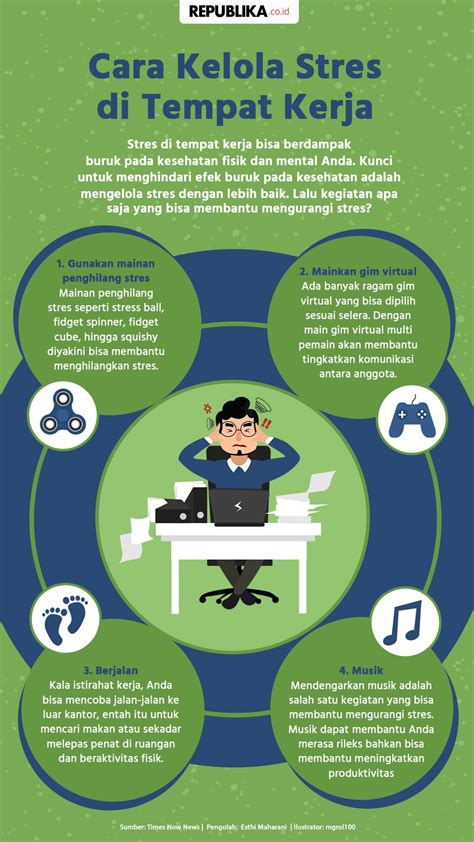 REPUBLIKA.co.id
Cara Kelola Stres
di Tempat Kerja
Stres di tempat kerja bisa berdampak
buruk pada kesehatan fisik dan mental Anda. Kunci
untuk menghindari efek buruk pada kesehatan adalah
mengelola stres dengan lebih baik. Lalu kegiatan apa
saja yang bisa membantu mengurangi stres?
1. Gunakan mainan
penghilang stres
Mainan penghilang
stres seperti stress ball,
fidget spinner, fidget
cube, hingga squishy
diyakini bisa membantu
menghilangkan stres.
2. Mainkan gim virtual
Ada banyak ragam gim
virtual yang bisa dipilih
sesuai selera. Dengan
main gim virtual multi
pemain akan membantu
tingkatkan komunikasi
antara anggota.
3. Berjalan
Kala istirahat kerja, Anda
bisa mencoba jalan-jalan ke
luar kantor, entah itu untuk
mencari makan atau sekadar
melepas penat di ruangan
dan beraktivitas fisik.
4. Musik
Mendengarkan musik adalah
salah satu kegiatan yang bisa
membantu mengurangi stres.
Musik dapat membantu Anda
merasa rileks bahkan bisa
membantu meningkatkan
produktivitas
Sumber: Times Now News | Pengolah: Esthi Maharani | Ilustrator: mgrol100